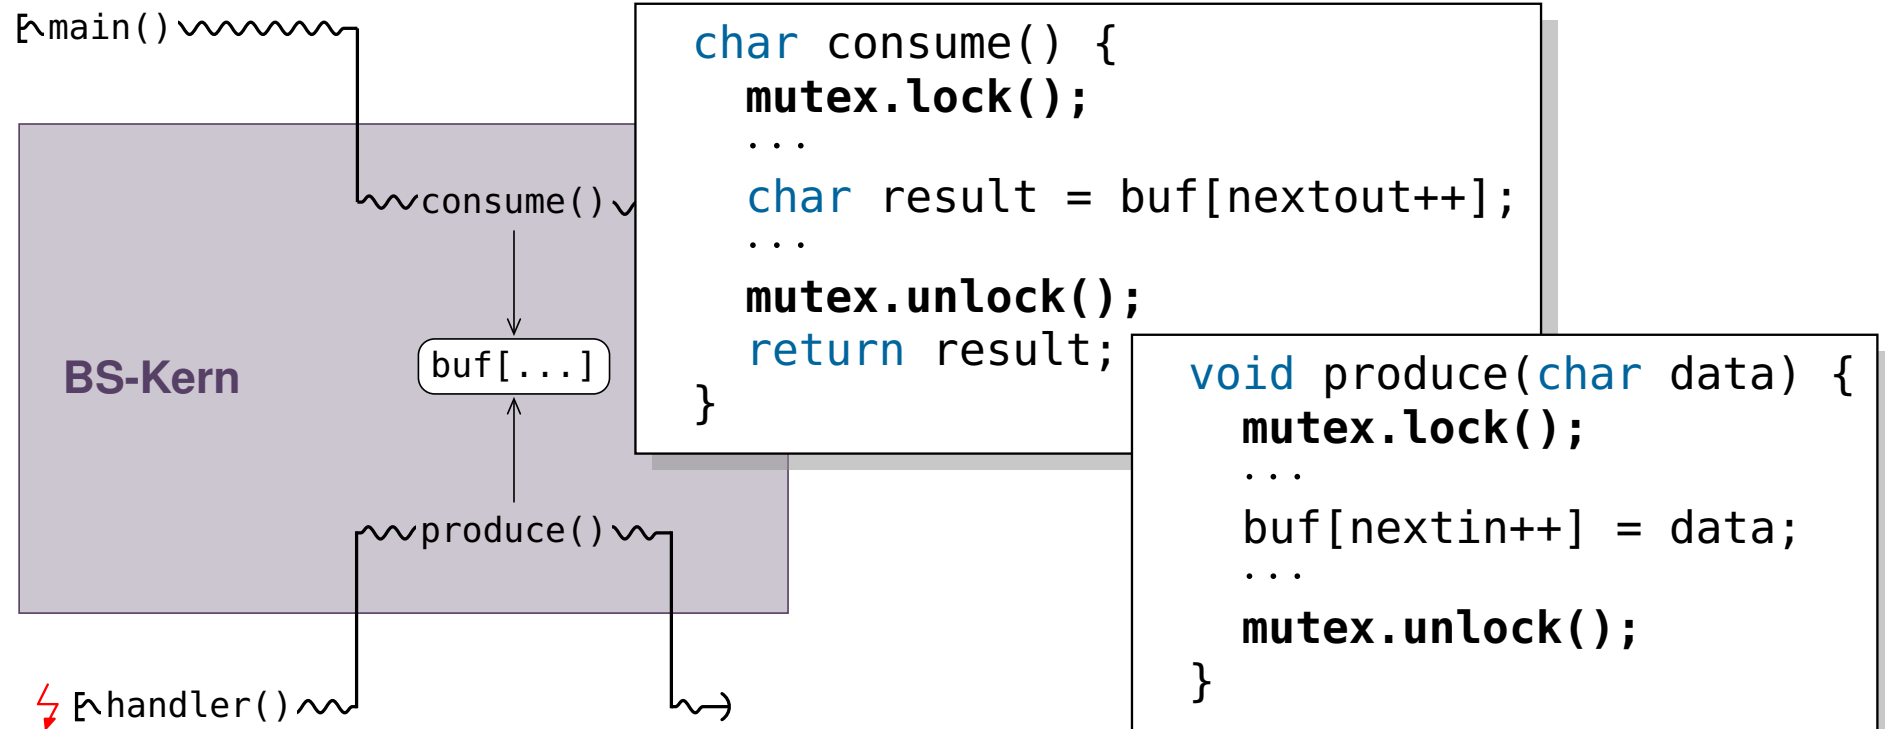 main()
char consume() {
mutex.lock();
...
char result = buf[nextout++];
...
mutex.unlock();
return result;
}
consume()
BS-Kern
buf[...]
produce()
handler()
void produce(char data) {
mutex.lock();
...
buf[nextin++] = data;
...
mutex.unlock();
}